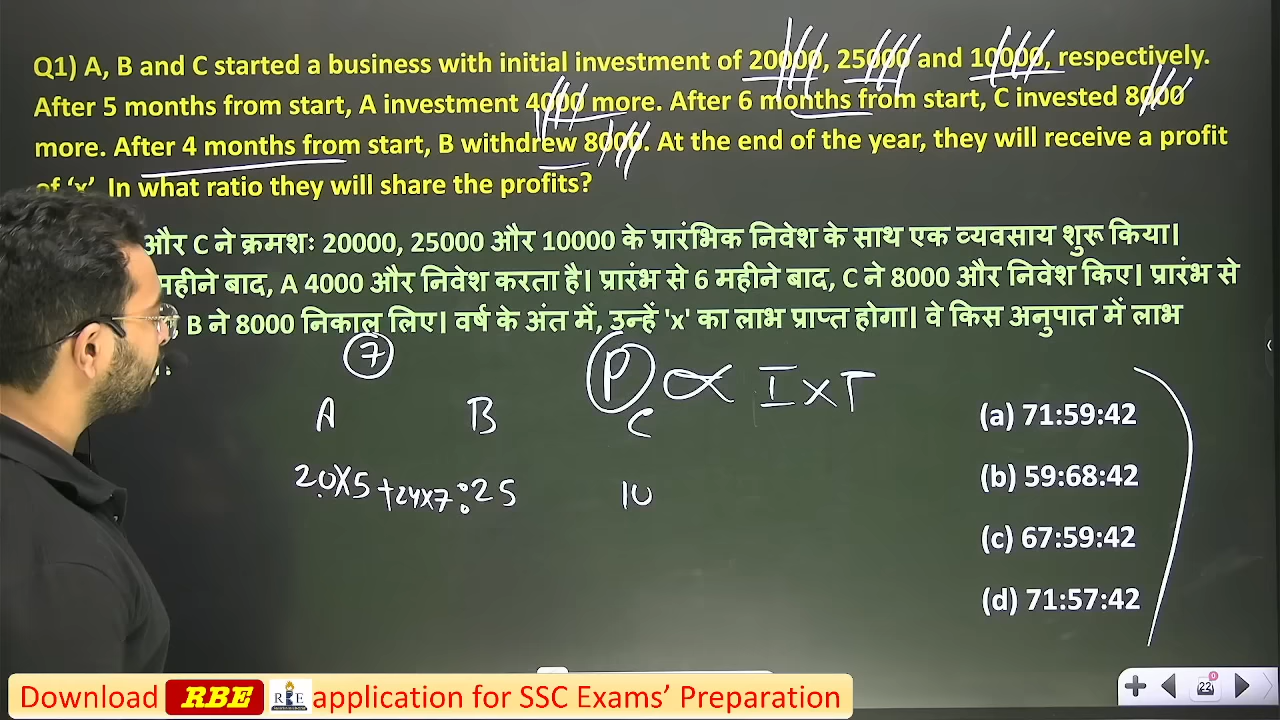 Q1) A, B and C started a business with initial investment of 20000, 25000 and 10000, respectively.
After 5 months from start, A investment 4000 more. After 6 months from start, C invested 8000
more. After 4 months from start, B withdrew 8000. At the end of the year, they will receive a profit
of ‘x’. In what ratio they will share the profits?
और C ने क्रमशः 20000, 25000 और 10000 के प्रारंभिक निवेश के साथ एक व्यवसाय शुरू किया।
महीने बाद, A 4000 और निवेश करता है। प्रारंभ से 6 महीने बाद, C ने 8000 और निवेश किए। प्रारंभ से
, B ने 8000 निकाल लिए। वर्ष के अंत में, उन्हें 'x' का लाभ प्राप्त होगा। वे किस अनुपात में लाभ
7
P ∝ I×T
A B C
20×5+24×7:25 10
(a) 71:59:42
(b) 59:68:42
(c) 67:59:42
(d) 71:57:42
22
Download RBE RBE application for SSC Exams’ Preparation